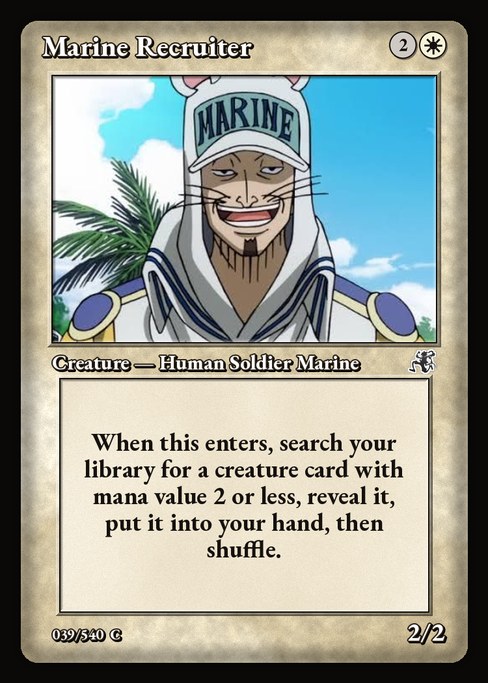 Marine Recruiter 2
MARINE
Creature — Human Soldier Marine
When this enters, search your
library for a creature card with
mana value 2 or less, reveal it,
put it into your hand, then
shuffle.
039/540 C 2/2